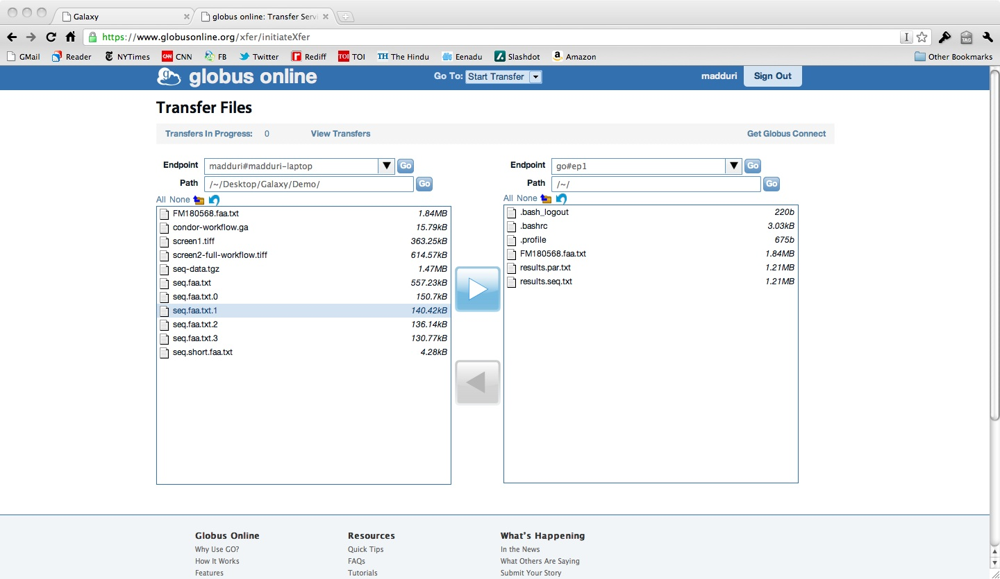 Galaxy globus online: Transfer Servi
https://www.globusonline.org/xfer/initiateXfer
GMail Reader NYTimes CNN CNN FB Twitter Rediff TOI TOI TH The Hindu Eenadu Slashdot Amazon Other Bookmarks
globus online Go To: Start Transfer madduri Sign Out
Transfer Files
Transfers In Progress: 0 View Transfers Get Globus Connect
Endpoint madduri#madduri-laptop Go
Path /~/Desktop/Galaxy/Demo/ Go
All None
FM180568.faa.txt 1.84MB
condor-workflow.ga 15.79kB
screen1.tiff 363.25kB
screen2-full-workflow.tiff 614.57kB
seq-data.tgz 1.47MB
seq.faa.txt 557.23kB
seq.faa.txt.0 150.7kB
seq.faa.txt.1 140.42kB
seq.faa.txt.2 136.14kB
seq.faa.txt.3 130.77kB
seq.short.faa.txt 4.28kB
Endpoint go#ep1 Go
Path /~/ Go
All None
.bash_logout 220b
.bashrc 3.03kB
.profile 675b
FM180568.faa.txt 1.84MB
results.par.txt 1.21MB
results.seq.txt 1.21MB
Globus Online
Why Use GO?
How It Works
Features
Resources
Quick Tips
FAQs
Tutorials
What's Happening
In the News
What Others Are Saying
Submit Your Story